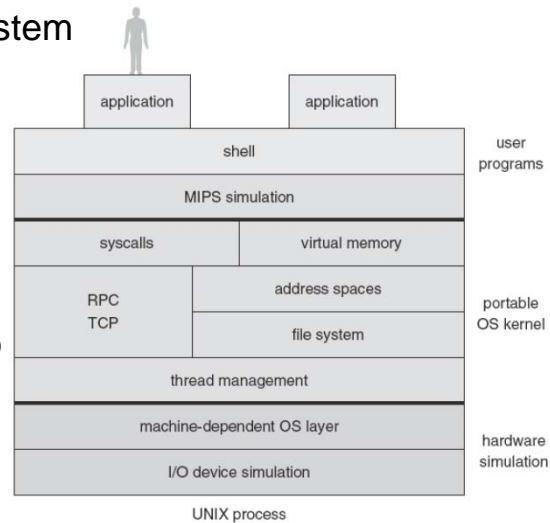 stem
application
application
shell
user
programs
MIPS simulation
syscalls
virtual memory
RPC
TCP
address spaces
file system
portable
OS kernel
thread management
machine-dependent OS layer
I/O device simulation
hardware
simulation
UNIX process